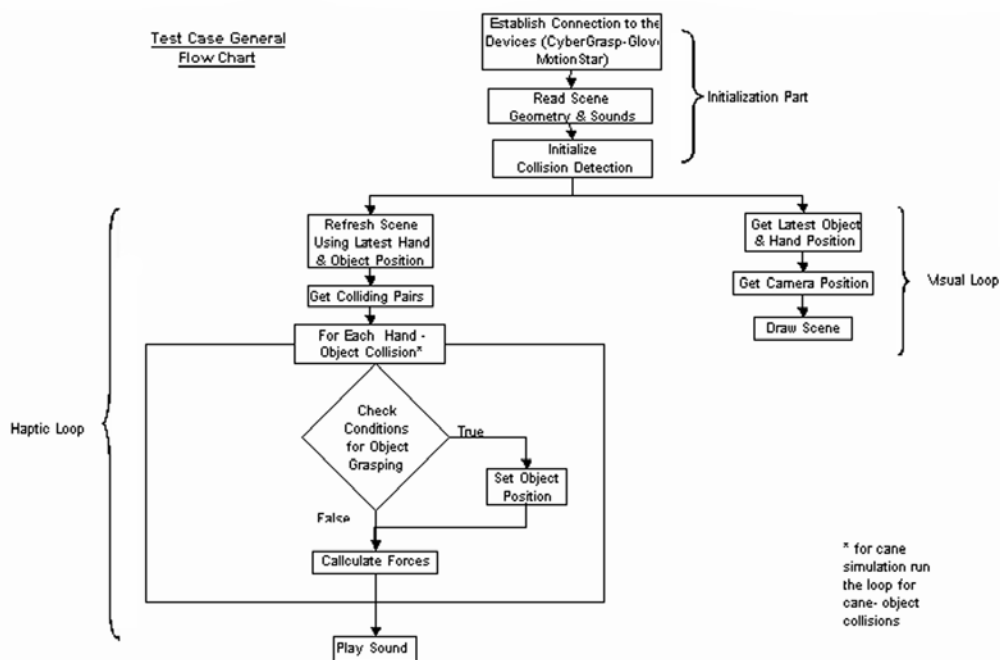 Test Case General
Flow Chart
Establish Connection to the
Devices (CyberGrasp-Glove
MotionStar)
Read Scene
Geometry & Sounds
Initialize
Collision Detection
Initialization Part
Refresh Scene
Using Latest Hand
& Object Position
Get Colliding Pairs
For Each Hand -
Object Collision*
Check
Conditions
for Object
Grasping
True
Set Object
Position
False
Callculate Forces
Play Sound
Haptic Loop
Get Latest Object
& Hand Position
Get Camera Position
Draw Scene
Visual Loop
* for cane
simulation run
the loop for
cane- object
collisions